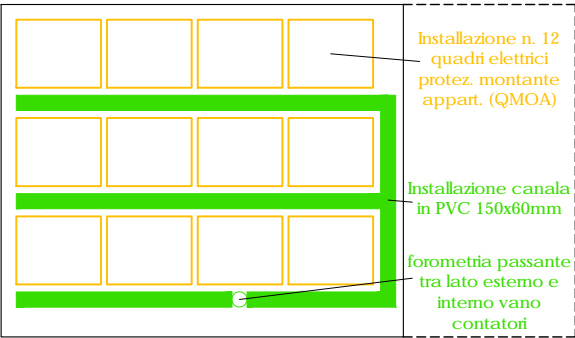 Installazione n. 12
quadri elettrici
protez. montante
appart. (QMOA)
Installazione canala
in PVC 150x60mm
forometria passante
tra lato esterno e
interno vano
contatori